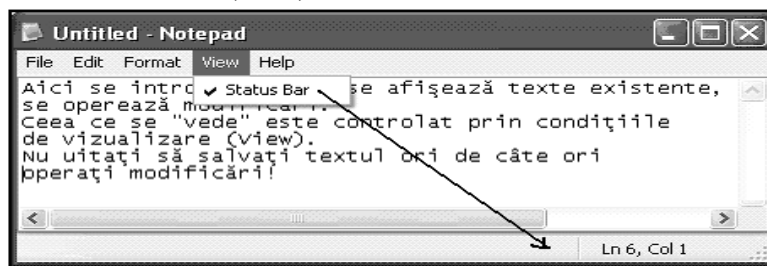 Untitled - Notepad
File Edit Format View Help
Status Bar
Aici se se afişează texte existente,
se operează
Ceea ce se "vede" este controlat prin condiţiile
de vizualizare (View).
Nu uitaţi să salvaţi textul ori de câte ori
operaţi modificări!
Ln 6, Col 1